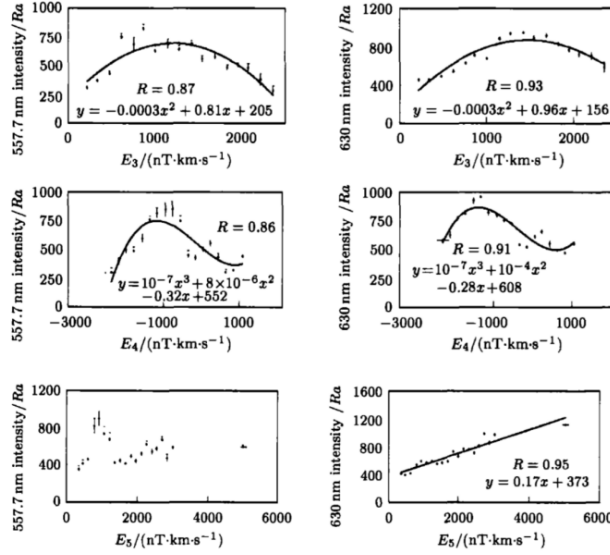 557.7 nm intensity/Ra
1000
750
500
250
0
R = 0.87
y = −0.0003x² + 0.81x + 205
0
1000
2000
E₃/(nT·km·s⁻¹)
630 nm intensity/Ra
1200
800
400
0
R = 0.93
y = −0.0003x² + 0.96x + 156
0
1000
2000
E₃/(nT·km·s⁻¹)
557.7 nm intensity/Ra
1000
750
500
250
0
R = 0.86
y=10⁻⁷x³+8×10⁻⁶x²
−0.32x+552
−3000
−1000
1000
E₄/(nT·km·s⁻¹)
630 nm intensity/Ra
1000
750
500
250
0
R = 0.91
y=10⁻⁷x³+10⁻⁴x²
−0.28x+608
−3000
−1000
1000
E₄/(nT·km·s⁻¹)
557.7 nm intensity/Ra
1200
800
400
0
0
2000
4000
6000
E₅/(nT·km·s⁻¹)
630 nm intensity /Ra
1600
1200
800
400
0
R = 0.95
y = 0.17x + 373
0
2000
4000
6000
E₅/(nT·km·s⁻¹)